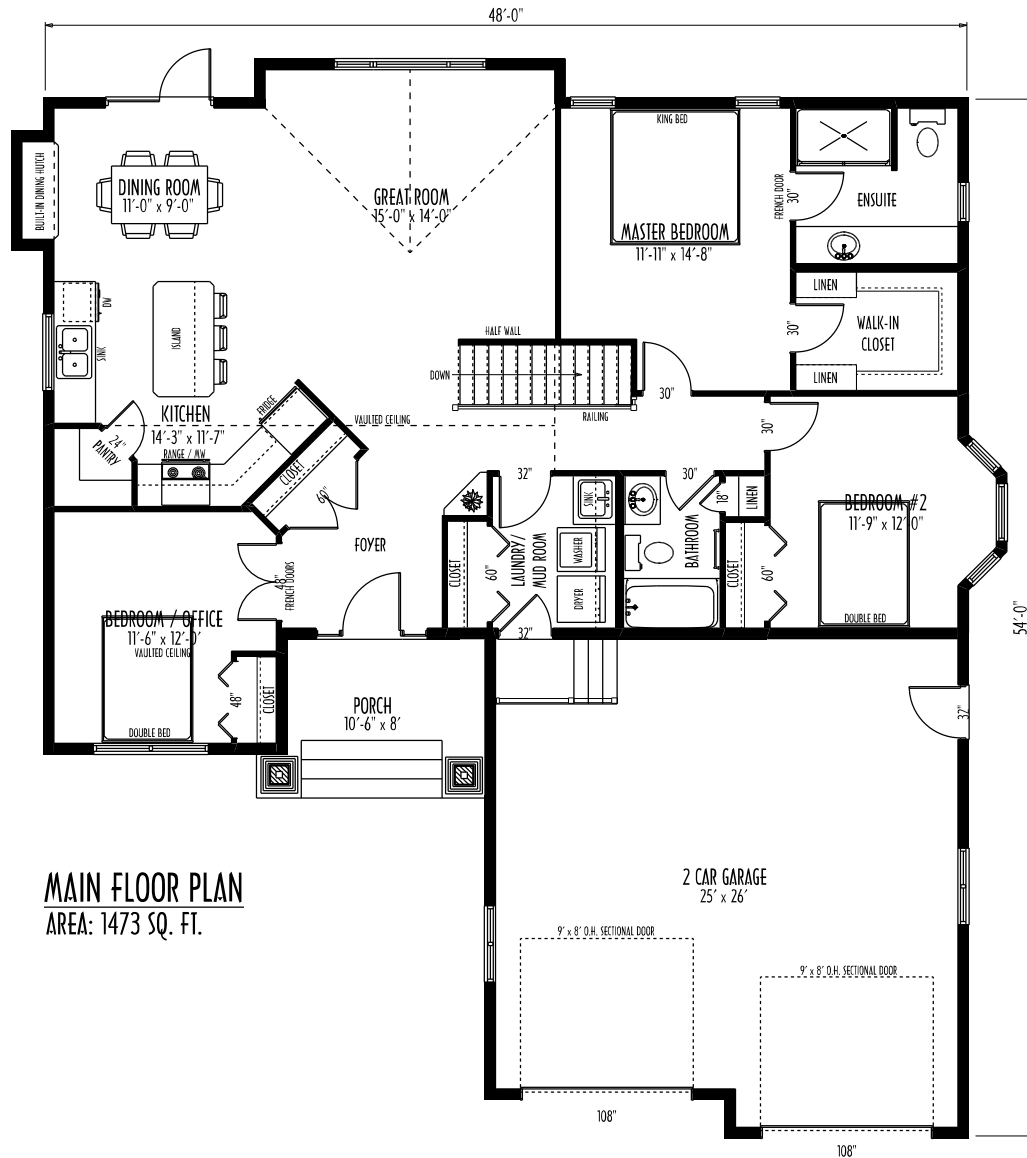 48'-0"
KING BED
BUILT-IN DINING HUTCH
DINING ROOM
11'-0" x 9'-0"
GREAT ROOM
15'-0" x 14'-0"
MASTER BEDROOM
11'-11" x 14'-8"
FRENCH DOOR
30"
ENSUITE
LINEN
WALK-IN
CLOSET
30"
LINEN
DW
SINK
ISLAND
HALF WALL
DOWN
RAILING
30"
VAULTED CEILING
KITCHEN
14'-3" x 11'-7"
RANGE / MW
FRIDGE
24"
PANTRY
CLOSET
60"
30"
32"
30"
18"
LINEN
SINK
BEDROOM #2
11'-9" x 12'-0"
DOUBLE BED
FOYER
48"
FRENCH DOORS
CLOSET
60"
LAUNDRY/
MUD ROOM
WASHER
DRYER
BATHROOM
CLOSET
60"
32"
54'-0"
BEDROOM / OFFICE
11'-6" x 12'-0"
VAULTED CEILING
DOUBLE BED
48"
CLOSET
PORCH
10'-6" x 8'
32"
MAIN FLOOR PLAN
AREA: 1473 SQ. FT.
2 CAR GARAGE
25' x 26'
9' x 8' O.H. SECTIONAL DOOR
9' x 8' O.H. SECTIONAL DOOR
108"
108"